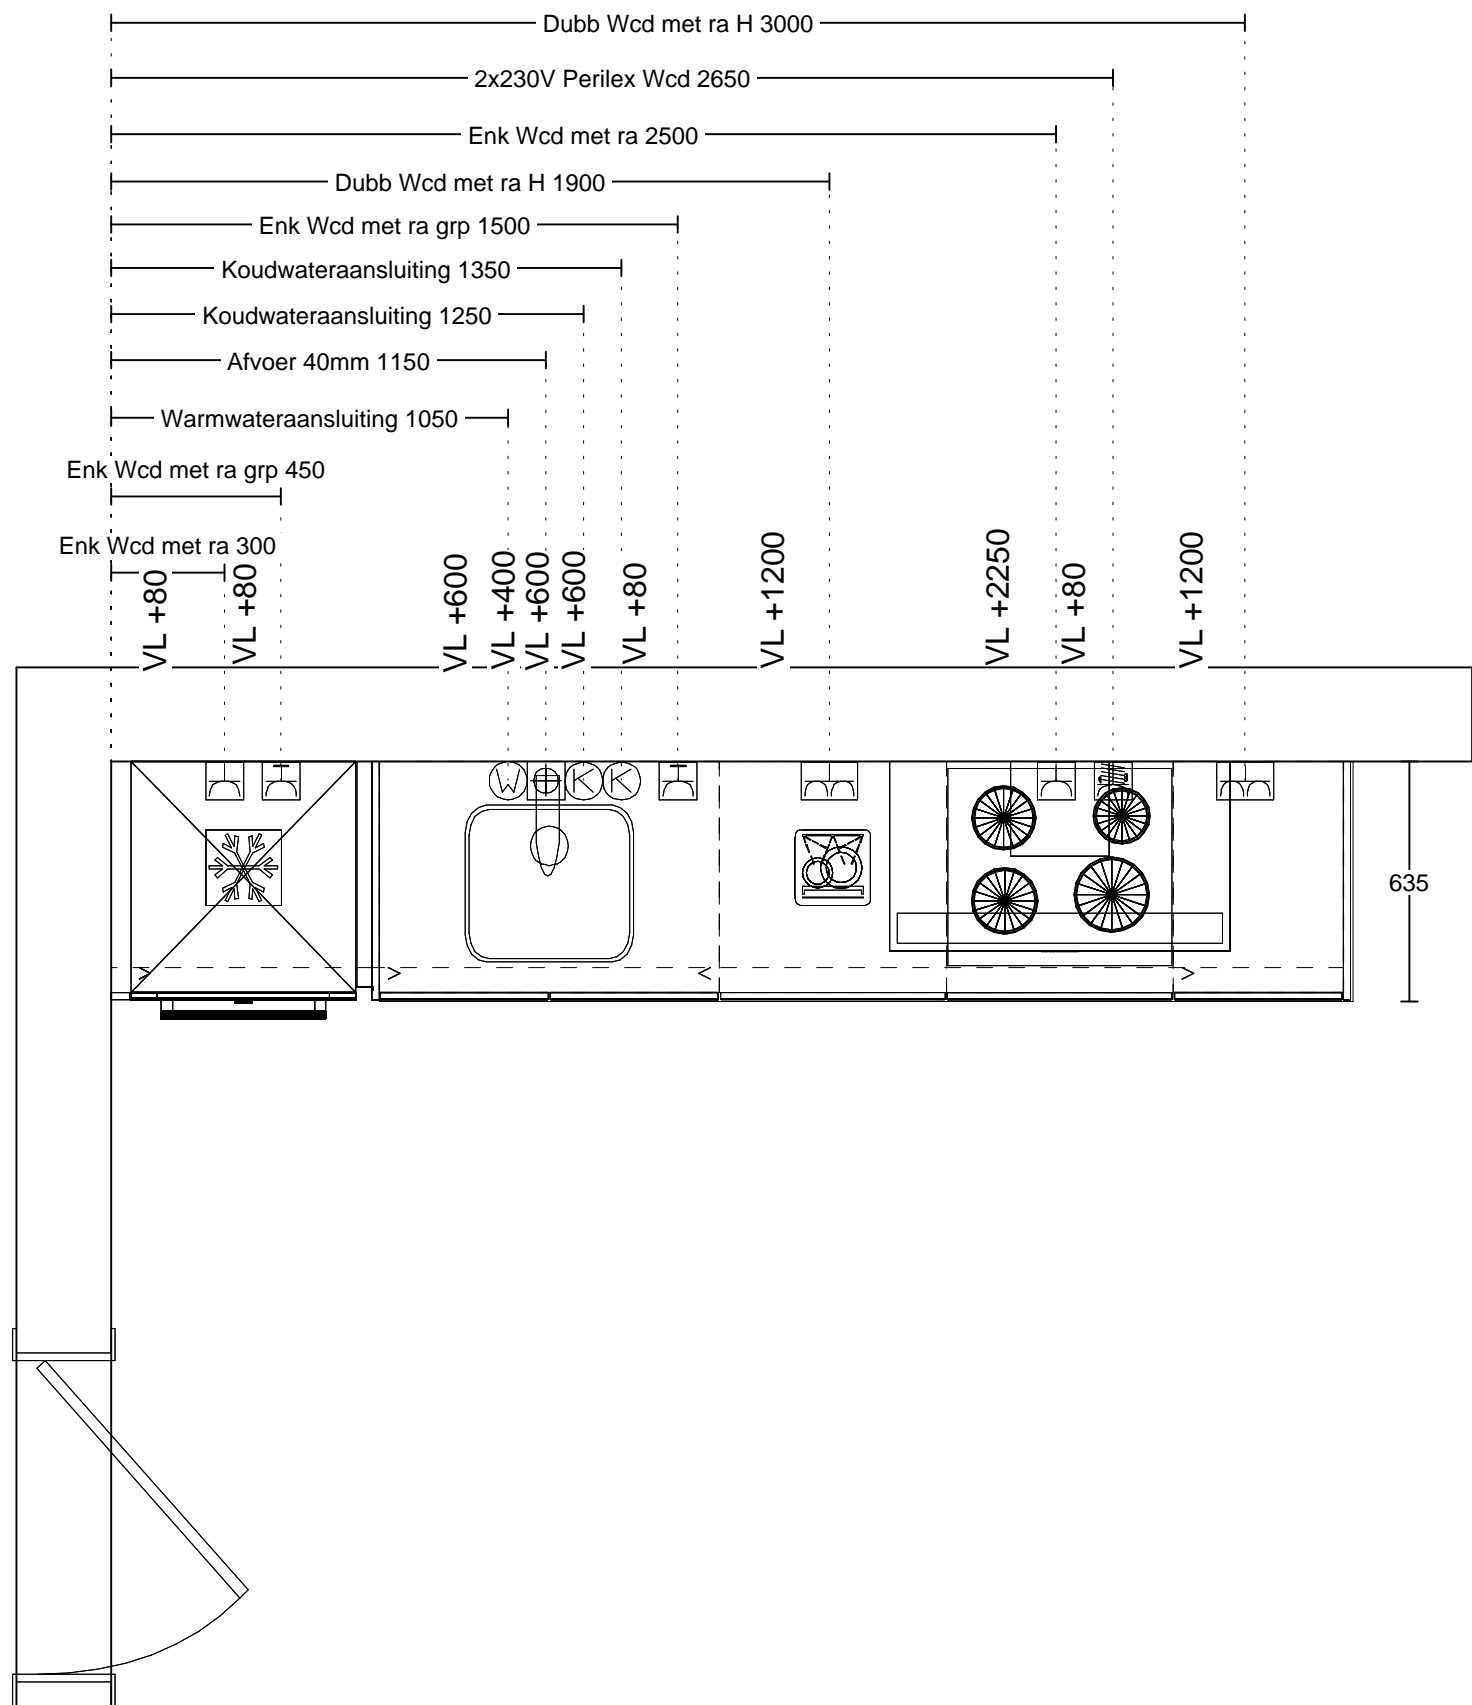 Dubb Wcd met ra H 3000
2x230V Perilex Wcd 2650
Enk Wcd met ra 2500
Dubb Wcd met ra H 1900
Enk Wcd met ra grp 1500
Koudwateraansluiting 1350
Koudwateraansluiting 1250
Afvoer 40mm 1150
Warmwateraansluiting 1050
Enk Wcd met ra grp 450
Enk Wcd met ra 300
VL +80
VL +80
VL +600
VL +400
VL +600
VL +600
VL +80
VL +1200
VL +2250
VL +80
VL +1200
W
K
K
635